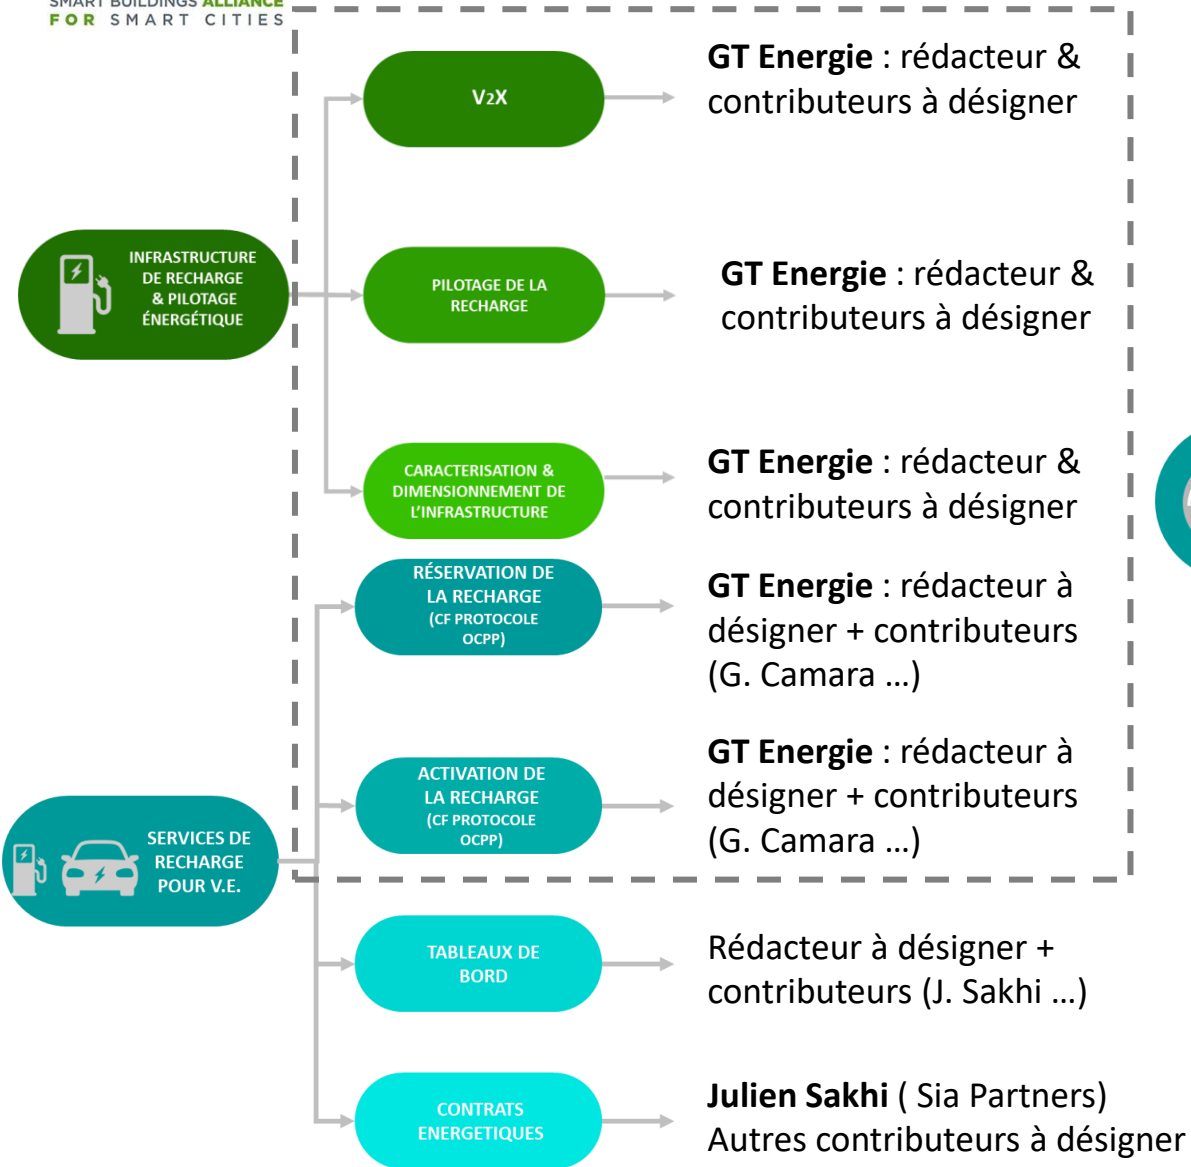 SMART BUILDINGS ALLIANCE
FOR SMART CITIES
V2X
GT Energie : rédacteur &
contributeurs à désigner
INFRASTRUCTURE
DE RECHARGE
& PILOTAGE
ÉNERGÉTIQUE
PILOTAGE DE LA
RECHARGE
GT Energie : rédacteur &
contributeurs à désigner
CARACTERISATION &
DIMENSIONNEMENT DE
L'INFRASTRUCTURE
GT Energie : rédacteur &
contributeurs à désigner
RÉSERVATION DE
LA RECHARGE
(CF PROTOCOLE
OCPP)
GT Energie : rédacteur à
désigner + contributeurs
(G. Camara ...)
ACTIVATION DE
LA RECHARGE
(CF PROTOCOLE
OCPP)
GT Energie : rédacteur à
désigner + contributeurs
(G. Camara ...)
SERVICES DE
RECHARGE
POUR V.E.
TABLEAUX DE
BORD
Rédacteur à désigner +
contributeurs (J. Sakhi ...)
CONTRATS
ENERGETIQUES
Julien Sakhi ( Sia Partners)
Autres contributeurs à désigner